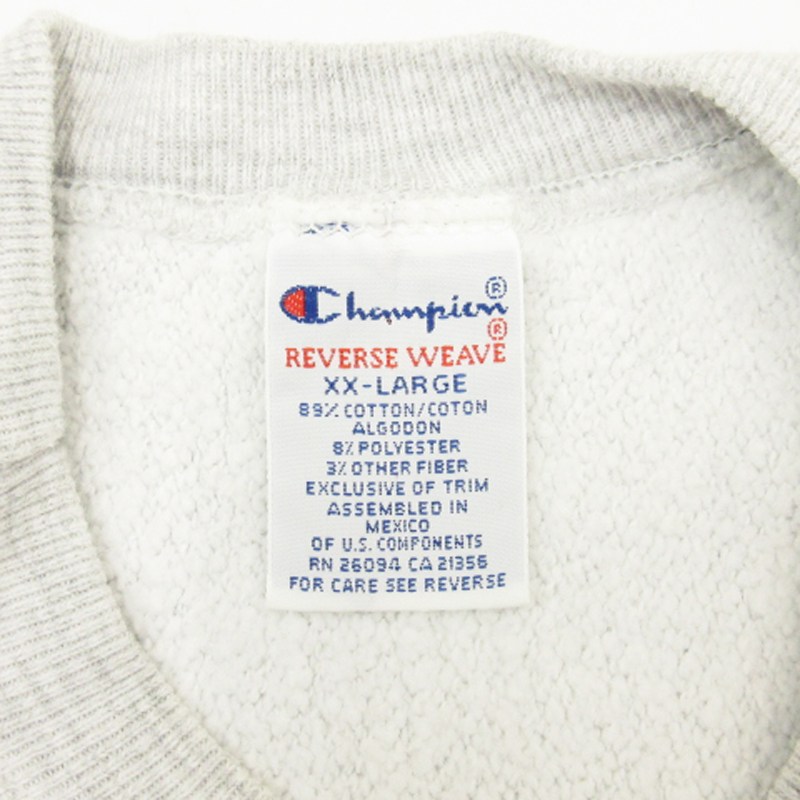 Champion®
®
REVERSE WEAVE
XX-LARGE
89% COTTON/COTON
ALGODON
8% POLYESTER
3% OTHER FIBER
EXCLUSIVE OF TRIM
ASSEMBLED IN
MEXICO
OF U.S. COMPONENTS
RN 26094 CA 21356
FOR CARE SEE REVERSE